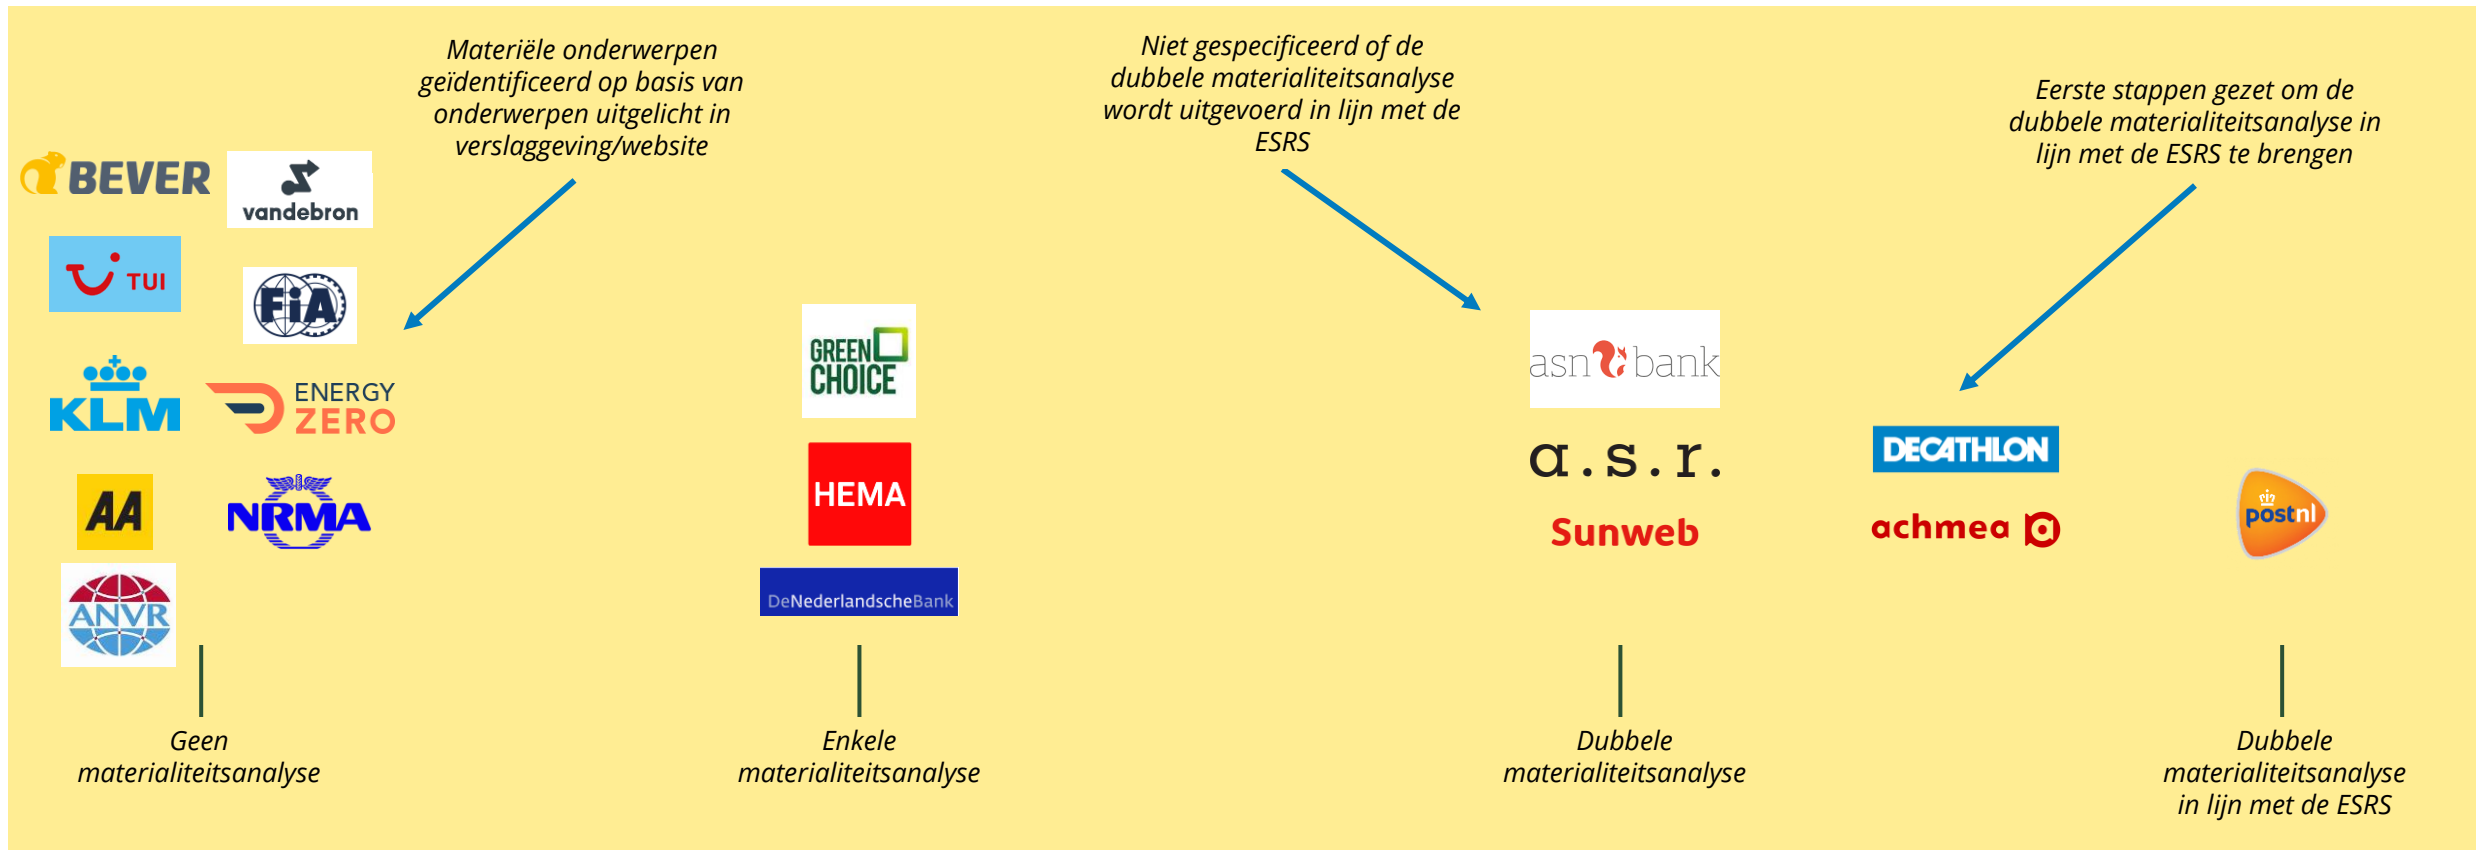 Materiële onderwerpen
geïdentificeerd op basis van
onderwerpen uitgelicht in
verslaggeving/website
Niet gespecificeerd of de
dubbele materialiteitsanalyse
wordt uitgevoerd in lijn met de
ESRS
Eerste stappen gezet om de
dubbele materialiteitsanalyse in
lijn met de ESRS te brengen
BEVER
vandebron
TUI
FiA
KLM
ENERGY
ZERO
AA
NRMA
ANVR
GREEN
CHOICE
HEMA
DeNederlandscheBank
asn bank
a.s.r.
Sunweb
DECATHLON
achmea
postnl
Geen
materialiteitsanalyse
Enkele
materialiteitsanalyse
Dubbele
materialiteitsanalyse
Dubbele
materialiteitsanalyse
in lijn met de ESRS